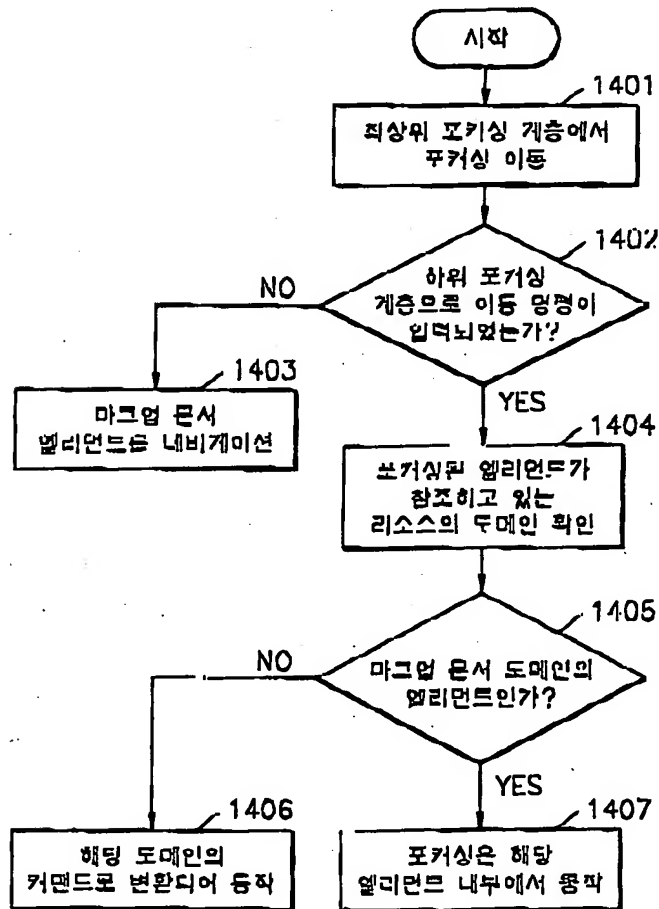 시작
1401
최상위 포커싱 계층에서
포커싱 이동
1402
하위 포커싱
계층으로 이동 명령이
입력되었는가?
NO
YES
1403
마크업 문서
엘리먼트을 내비게이션
1404
포커싱된 엘리먼트가
참조하고 있는
리소스의 도메인 확인
1405
마크업 문서 도메인의
엘리먼트인가?
NO
YES
1406
해당 도메인의
커맨드로 변환되어 동작
1407
포커싱은 해당
엘리먼트 내부에서 동작